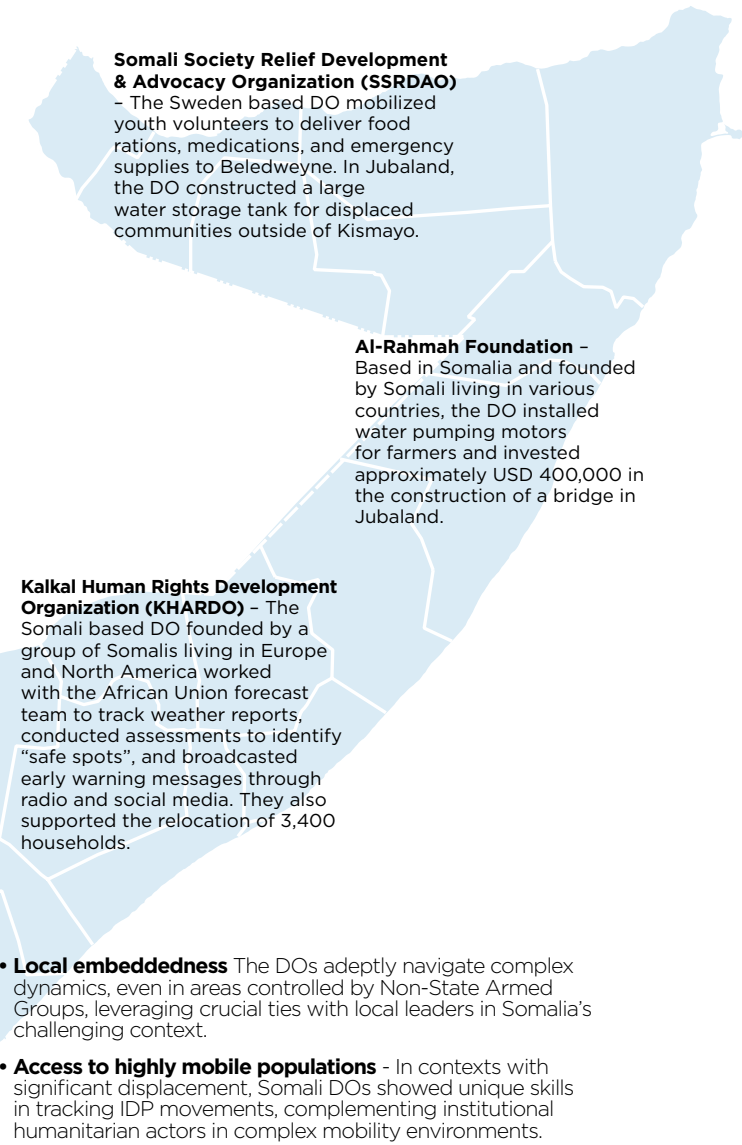 Somali Society Relief Development
& Advocacy Organization (SSRDAO)
– The Sweden based DO mobilized
youth volunteers to deliver food
rations, medications, and emergency
supplies to Beledweyne. In Jubaland,
the DO constructed a large
water storage tank for displaced
communities outside of Kismayo.
Al-Rahmah Foundation –
Based in Somalia and founded
by Somali living in various
countries, the DO installed
water pumping motors
for farmers and invested
approximately USD 400,000 in
the construction of a bridge in
Jubaland.
Kalkal Human Rights Development
Organization (KHARDO) – The
Somali based DO founded by a
group of Somalis living in Europe
and North America worked
with the African Union forecast
team to track weather reports,
conducted assessments to identify
“safe spots”, and broadcasted
early warning messages through
radio and social media. They also
supported the relocation of 3,400
households.
• Local embeddedness The DOs adeptly navigate complex
dynamics, even in areas controlled by Non-State Armed
Groups, leveraging crucial ties with local leaders in Somalia’s
challenging context.
• Access to highly mobile populations - In contexts with
significant displacement, Somali DOs showed unique skills
in tracking IDP movements, complementing institutional
humanitarian actors in complex mobility environments.